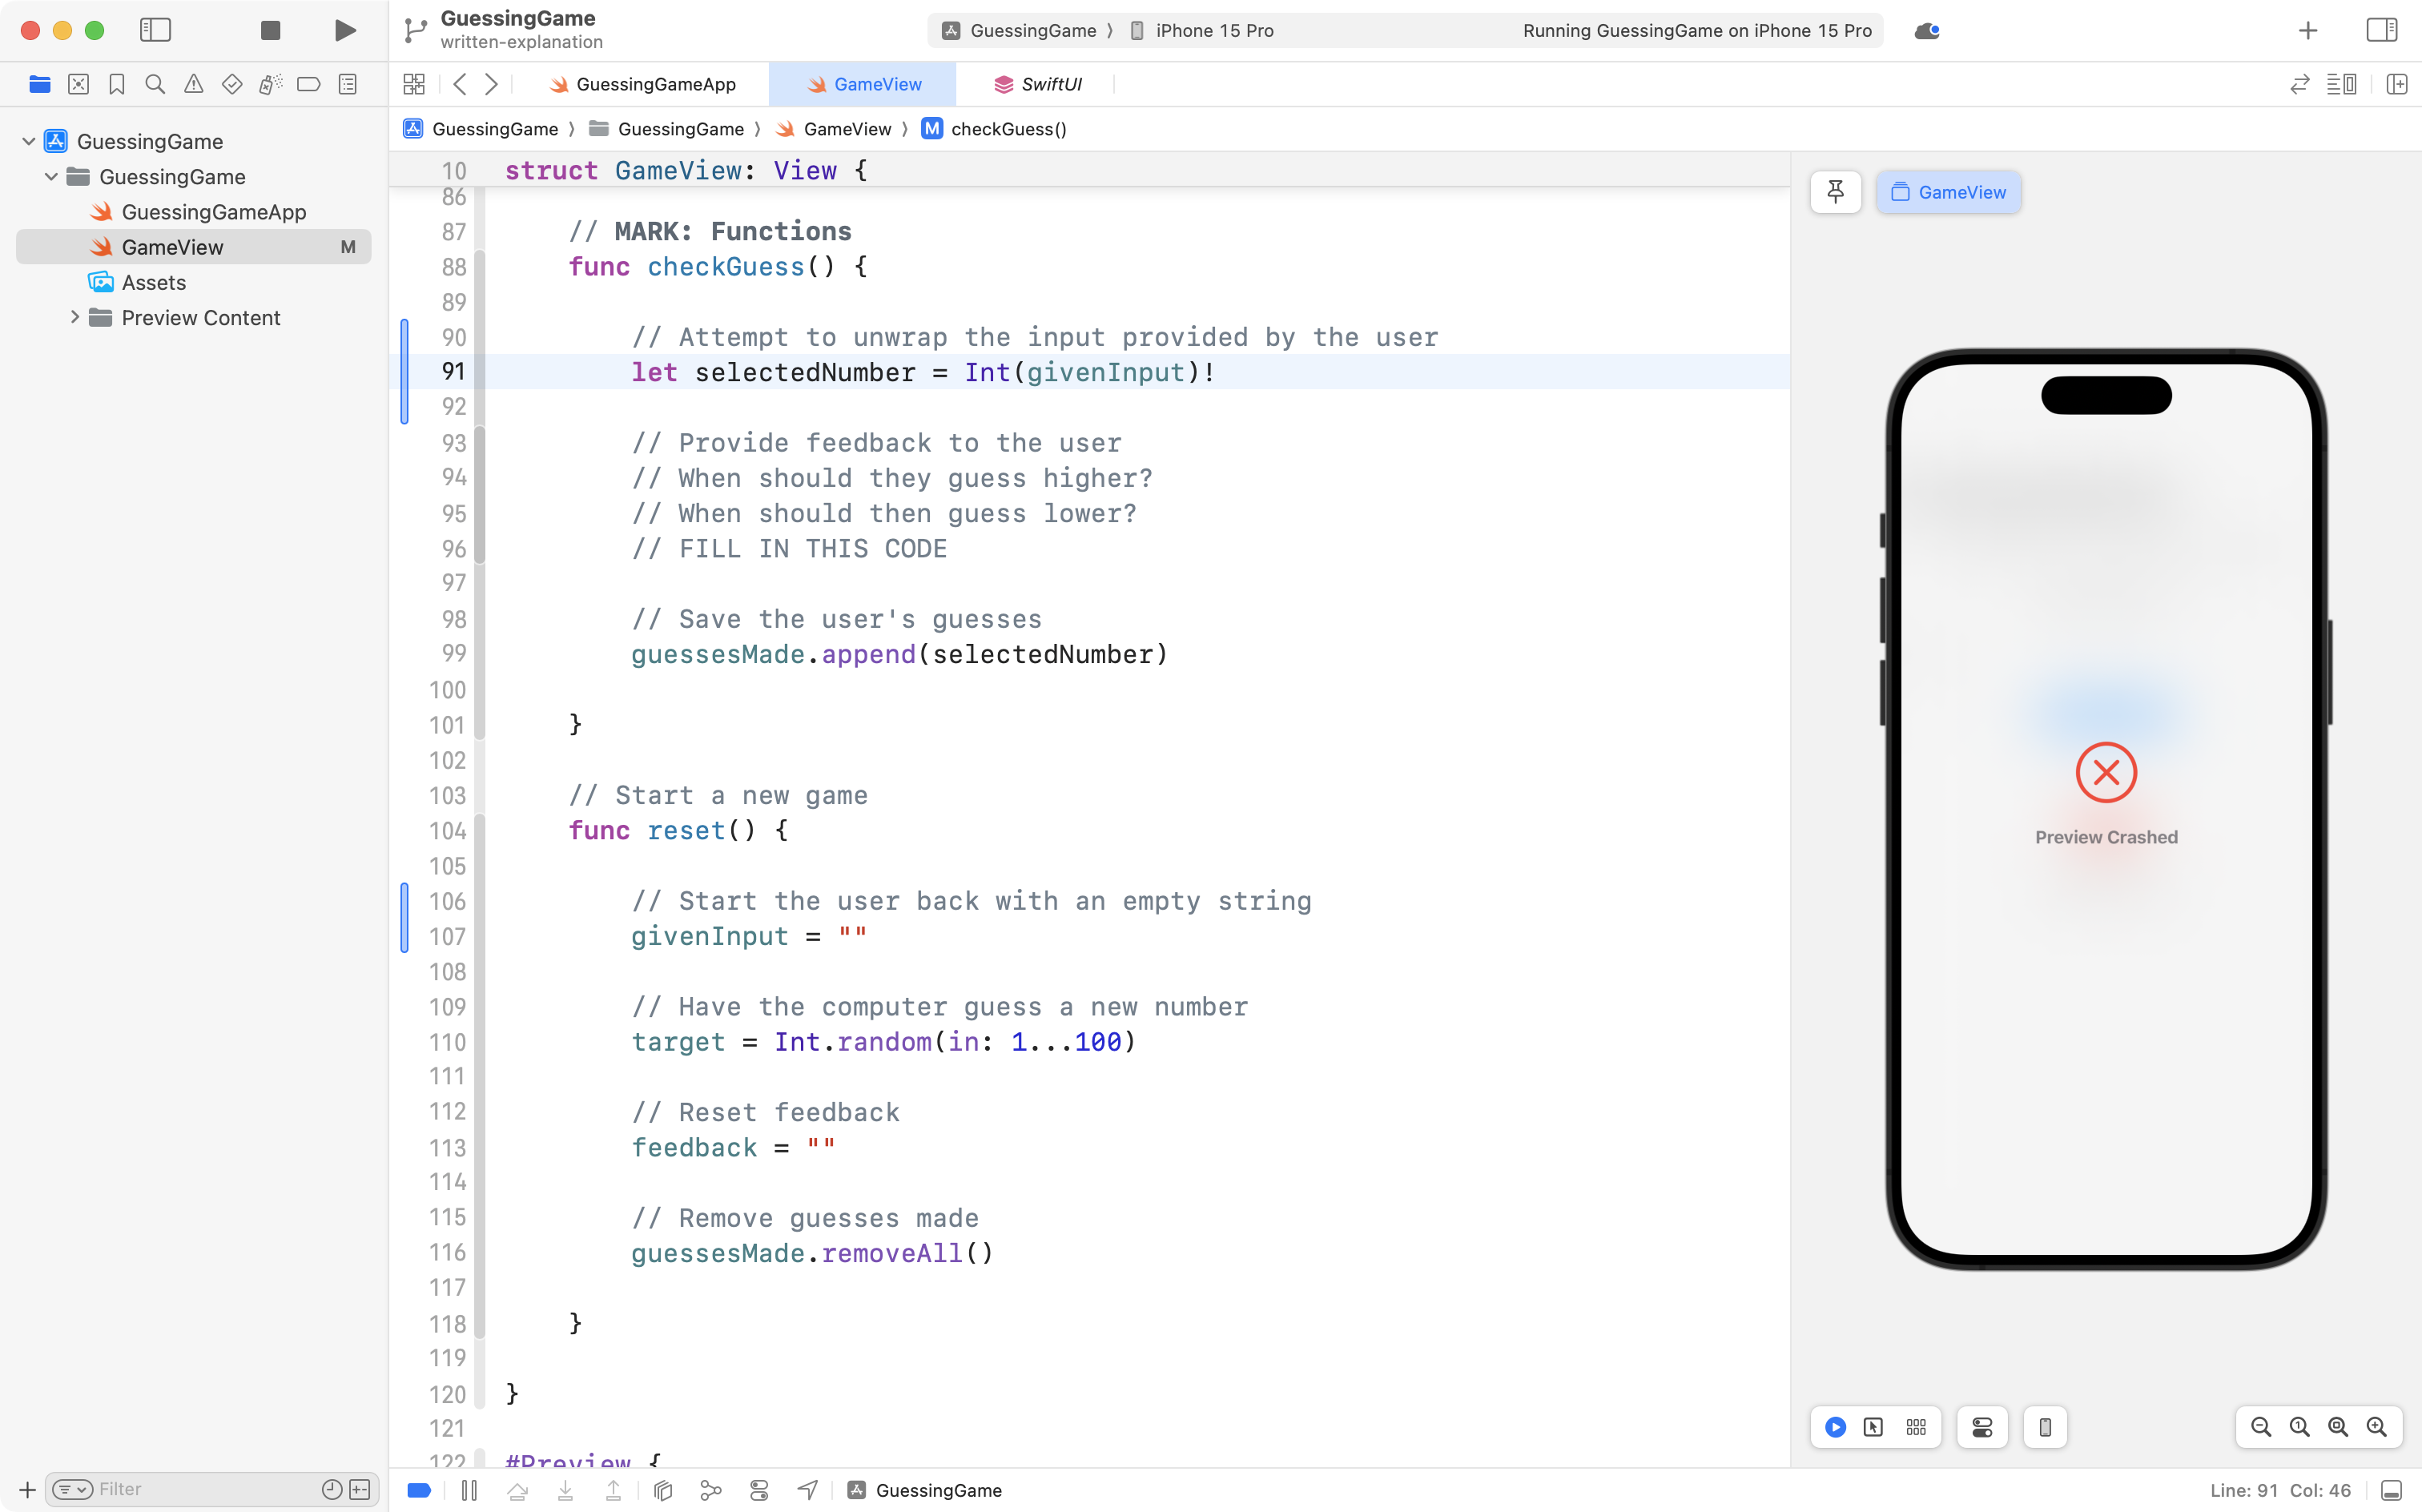 GuessingGame
written-explanation
GuessingGame 〉 iPhone 15 Pro
Running GuessingGame on iPhone 15 Pro
GuessingGameApp
GameView
SwiftUI
GuessingGame 〉 GuessingGame 〉 GameView 〉 M checkGuess()
GuessingGame
GuessingGame
GuessingGameApp
GameView M
Assets
Preview Content
10 struct GameView: View {
86
87 // MARK: Functions
88 func checkGuess() {
89
90 // Attempt to unwrap the input provided by the user
91 let selectedNumber = Int(givenInput)!
92
93 // Provide feedback to the user
94 // When should they guess higher?
95 // When should then guess lower?
96 // FILL IN THIS CODE
97
98 // Save the user's guesses
99 guessesMade.append(selectedNumber)
100
101 }
102
103 // Start a new game
104 func reset() {
105
106 // Start the user back with an empty string
107 givenInput = ""
108
109 // Have the computer guess a new number
110 target = Int.random(in: 1...100)
111
112 // Reset feedback
113 feedback = ""
114
115 // Remove guesses made
116 guessesMade.removeAll()
117
118 }
119
120 }
121
122 #Preview {
GameView
Preview Crashed
Filter
GuessingGame
Line: 91 Col: 46